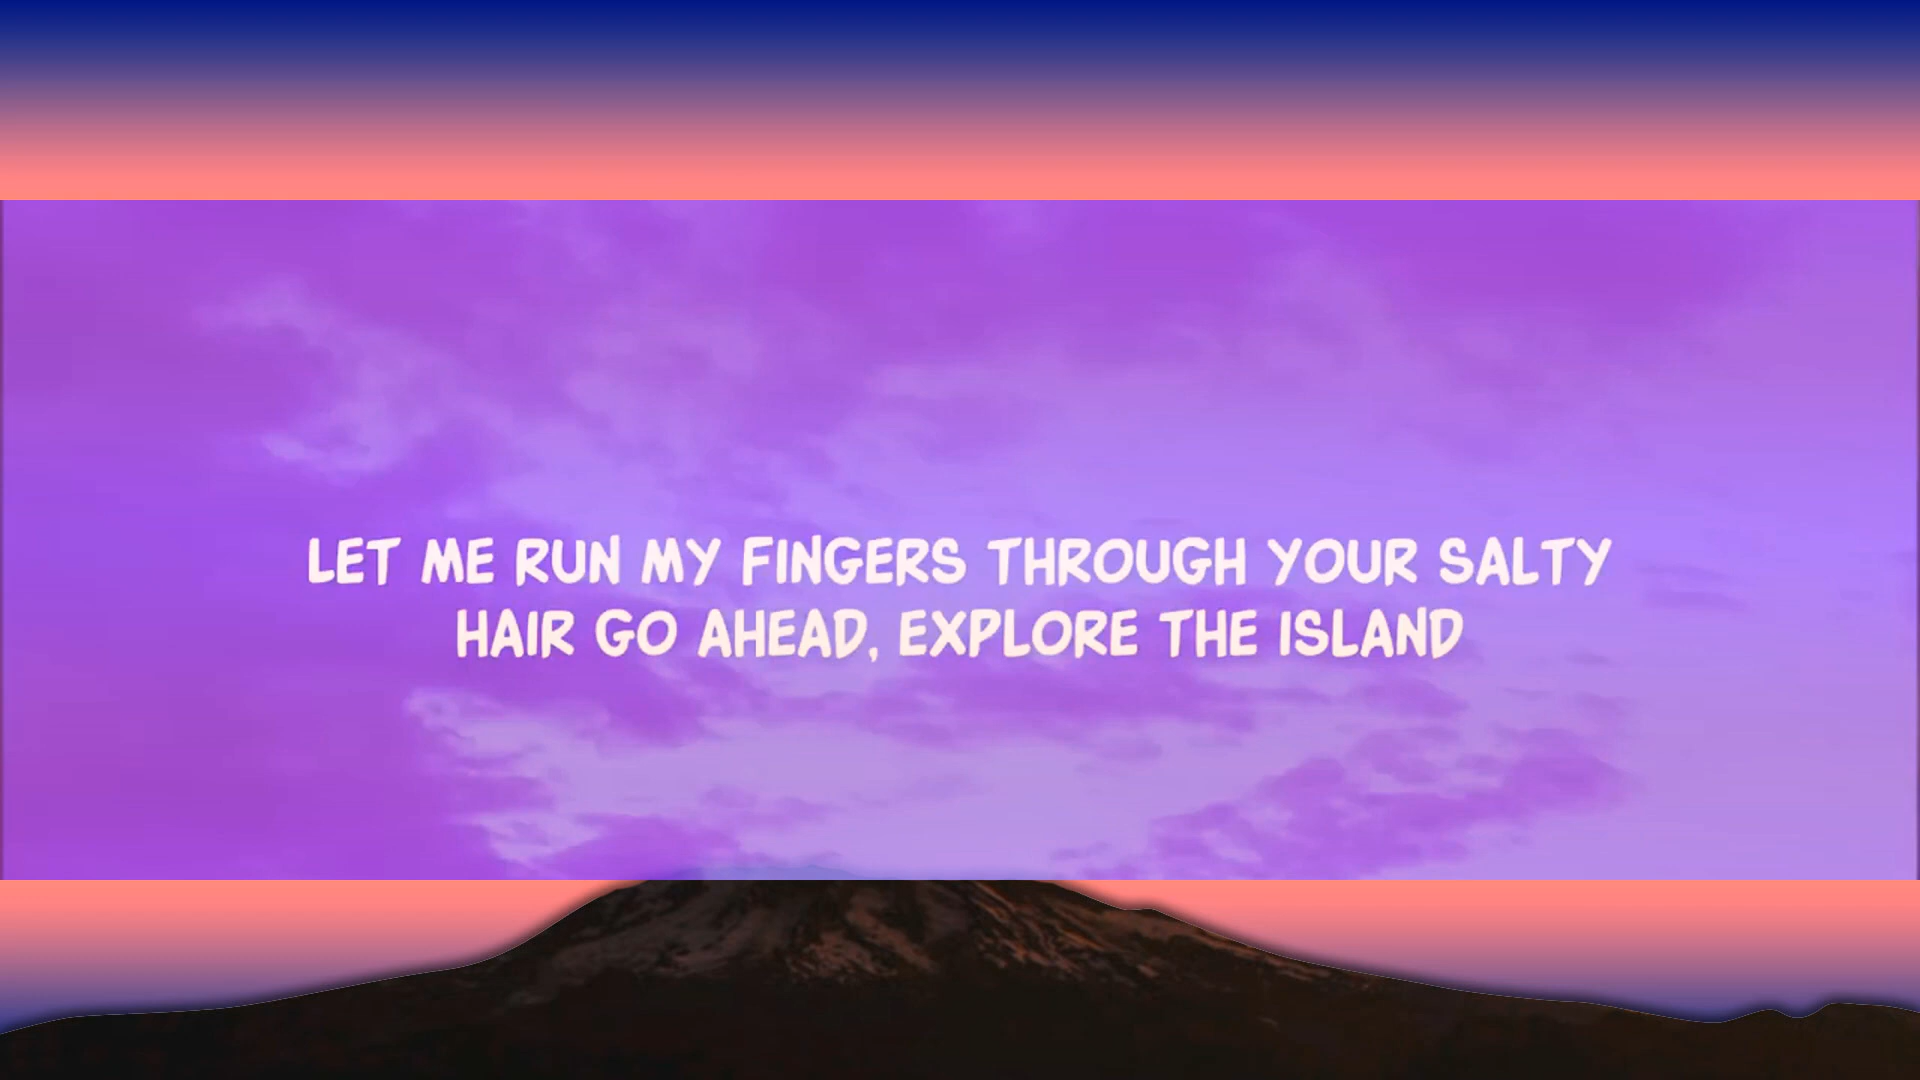 LET ME RUN MY FINGERS THROUGH YOUR SALTY
HAIR GO AHEAD, EXPLORE THE ISLAND